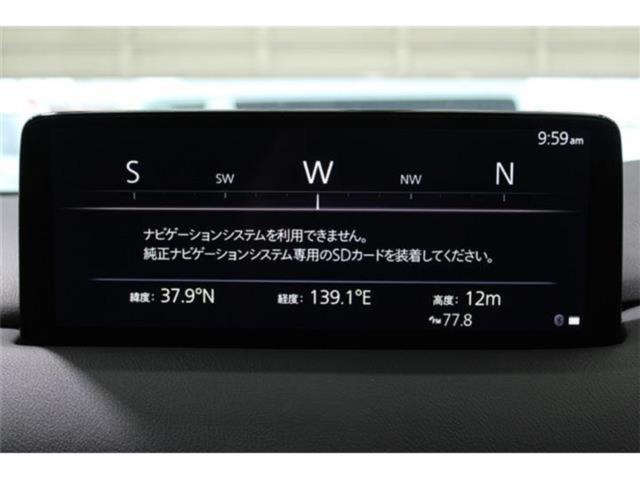 9:59am
S SW W NW N
ナビゲーションシステムを利用できません。
純正ナビゲーションシステム専用のSDカードを装着してください。
緯度: 37.9°N 経度: 139.1°E 高度: 12m
FM 77.8